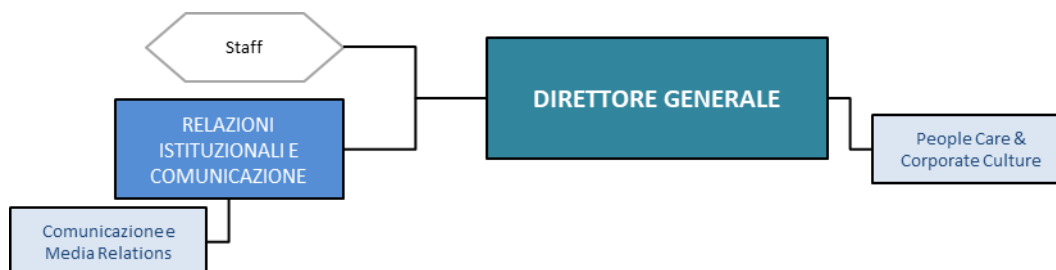 Staff
DIRETTORE GENERALE
RELAZIONI
ISTITUZIONALI E
COMUNICAZIONE
People Care &
Corporate Culture
Comunicazione e
Media Relations